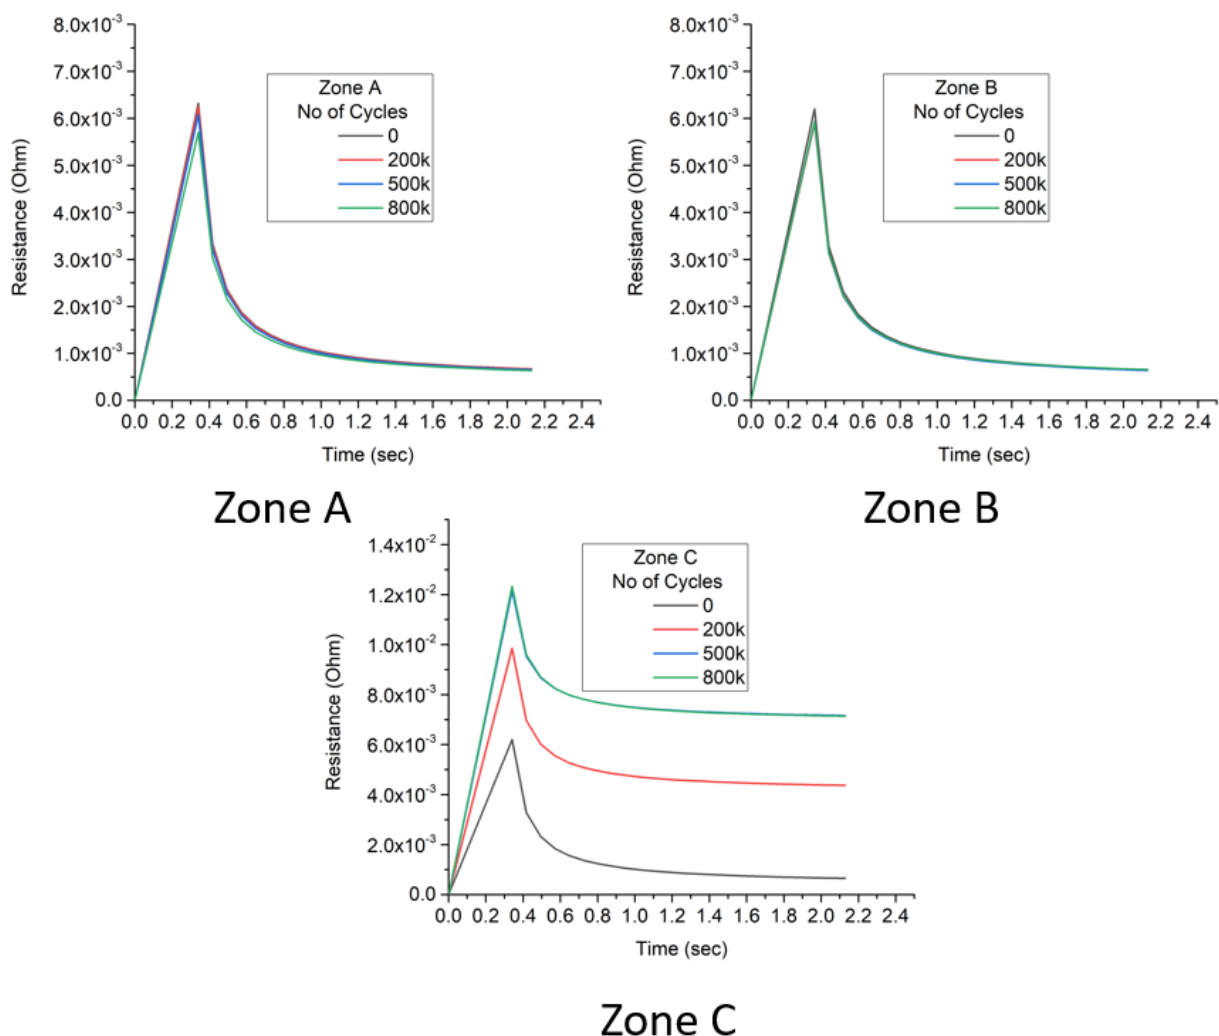 8.0x10⁻³
7.0x10⁻³
6.0x10⁻³
5.0x10⁻³
4.0x10⁻³
3.0x10⁻³
2.0x10⁻³
1.0x10⁻³
0.0
Resistance (Ohm)
Zone A
No of Cycles
0
200k
500k
800k
0.0 0.2 0.4 0.6 0.8 1.0 1.2 1.4 1.6 1.8 2.0 2.2 2.4
Time (sec)
Zone A
8.0x10⁻³
7.0x10⁻³
6.0x10⁻³
5.0x10⁻³
4.0x10⁻³
3.0x10⁻³
2.0x10⁻³
1.0x10⁻³
0.0
Resistance (Ohm)
Zone B
No of Cycles
0
200k
500k
800k
0.0 0.2 0.4 0.6 0.8 1.0 1.2 1.4 1.6 1.8 2.0 2.2 2.4
Time (sec)
Zone B
1.4x10⁻²
1.2x10⁻²
1.0x10⁻²
8.0x10⁻³
6.0x10⁻³
4.0x10⁻³
2.0x10⁻³
0.0
Resistance (Ohm)
Zone C
No of Cycles
0
200k
500k
800k
0.0 0.2 0.4 0.6 0.8 1.0 1.2 1.4 1.6 1.8 2.0 2.2 2.4
Time (sec)
Zone C